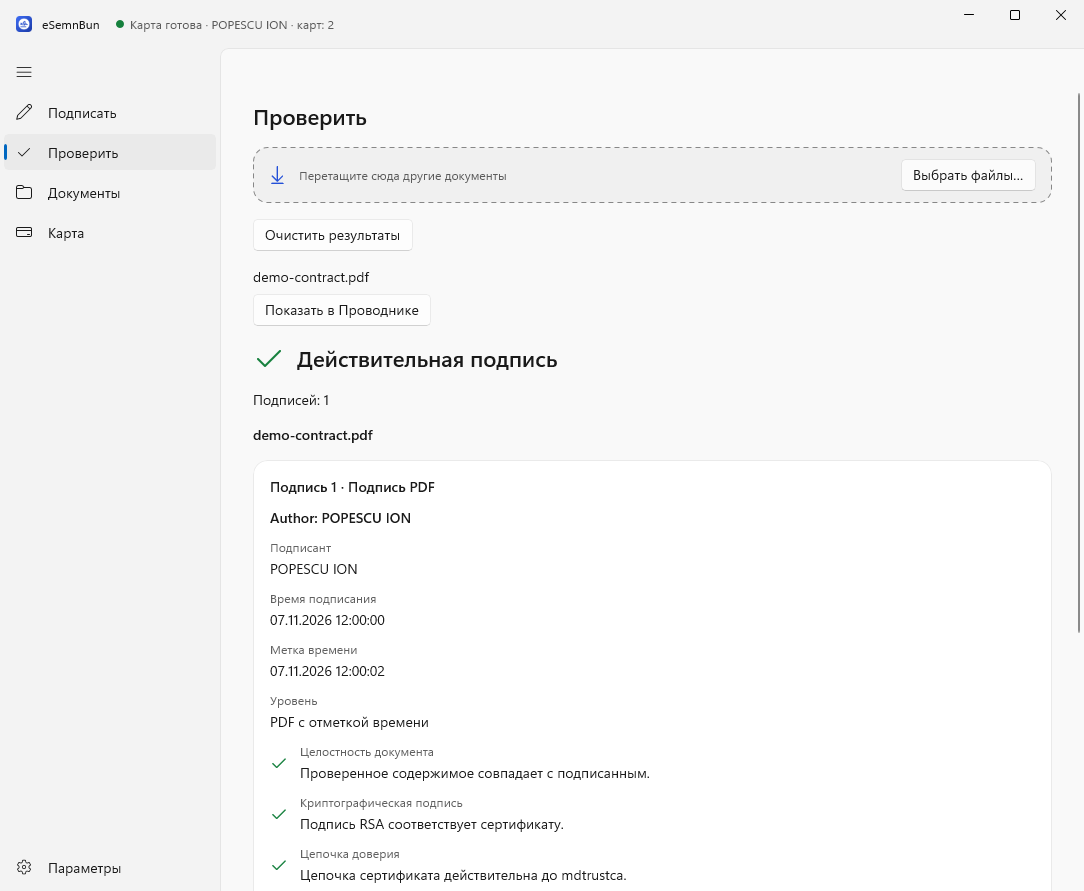 eSemnBun
Карта готова · POPESCU ION · карт: 2
Подписать
Проверить
Документы
Карта
Параметры
Проверить
Перетащите сюда другие документы
Выбрать файлы...
Очистить результаты
demo-contract.pdf
Показать в Проводнике
Действительная подпись
Подписей: 1
demo-contract.pdf
Подпись 1 · Подпись PDF
Author: POPESCU ION
Подписант
POPESCU ION
Время подписания
07.11.2026 12:00:00
Метка времени
07.11.2026 12:00:02
Уровень
PDF с отметкой времени
Целостность документа
Проверенное содержимое совпадает с подписанным.
Криптографическая подпись
Подпись RSA соответствует сертификату.
Цепочка доверия
Цепочка сертификата действительна до mdtrustca.